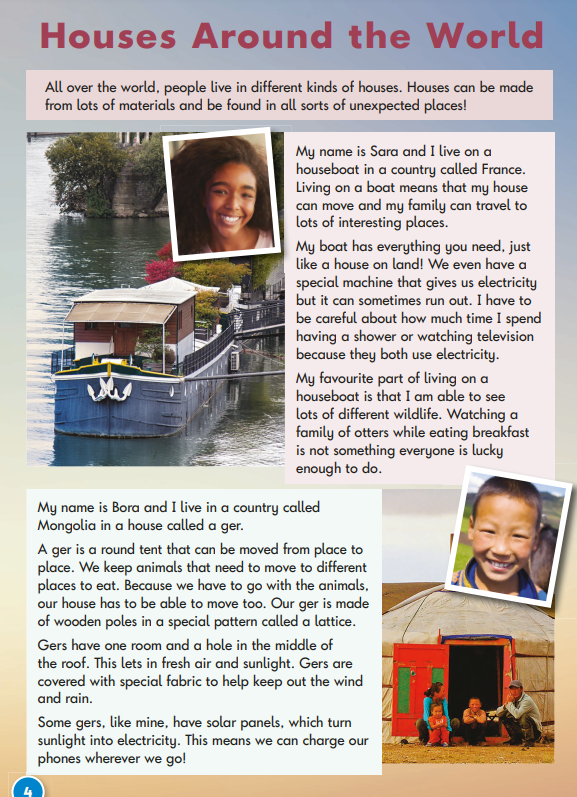 Houses Around the World
All over the world, people live in different kinds of houses. Houses can be made
from lots of materials and be found in all sorts of unexpected places!
My name is Sara and I live on a
houseboat in a country called France.
Living on a boat means that my house
can move and my family can travel to
lots of interesting places.
My boat has everything you need, just
like a house on land! We even have a
special machine that gives us electricity
but it can sometimes run out. I have to
be careful about how much time I spend
having a shower or watching television
because they both use electricity.
My favourite part of living on a
houseboat is that I am able to see
lots of different wildlife. Watching a
family of otters while eating breakfast
is not something everyone is lucky
enough to do.
My name is Bora and I live in a country called
Mongolia in a house called a ger.
A ger is a round tent that can be moved from place to
place. We keep animals that need to move to different
places to eat. Because we have to go with the animals,
our house has to be able to move too. Our ger is made
of wooden poles in a special pattern called a lattice.
Gers have one room and a hole in the middle of
the roof. This lets in fresh air and sunlight. Gers are
covered with special fabric to help keep out the wind
and rain.
Some gers, like mine, have solar panels, which turn
sunlight into electricity. This means we can charge our
phones wherever we go!
4